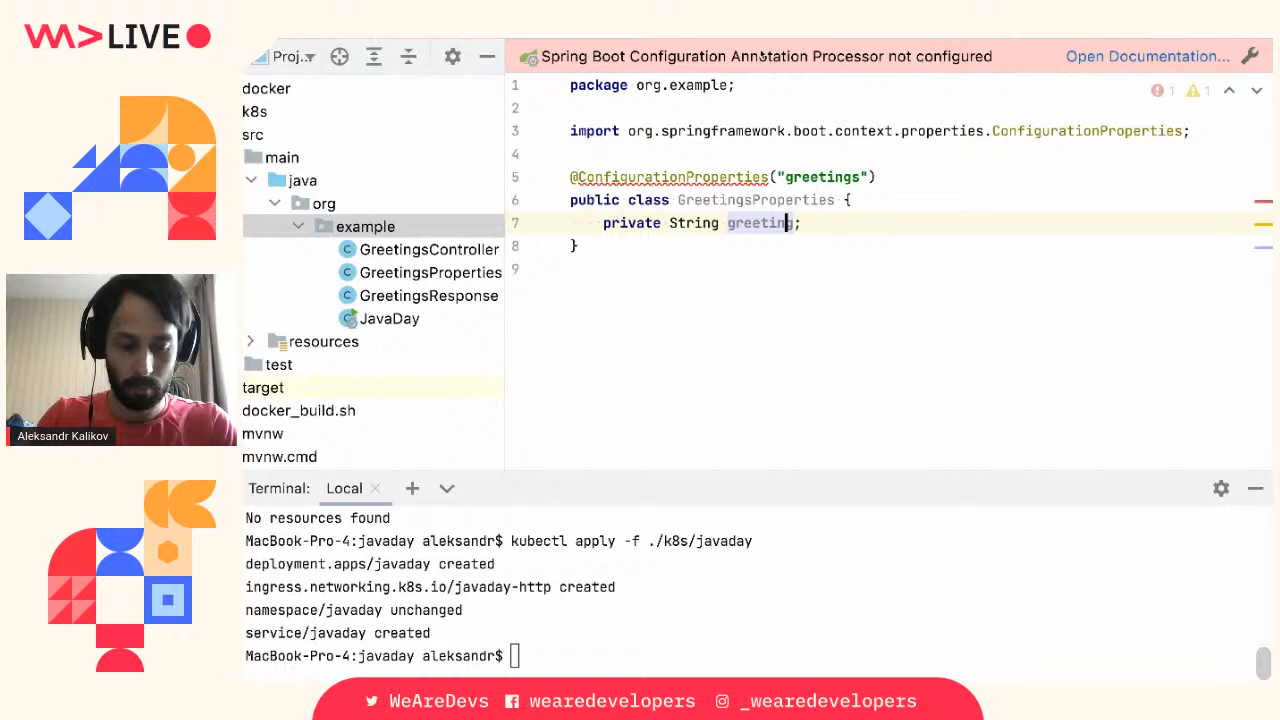 WA>LIVE
Proj..
docker
k8s
src
main
java
org
example
GreetingsController
GreetingsProperties
GreetingsResponse
JavaDay
resources
test
target
docker_build.sh
mvnw
mvnw.cmd
Spring Boot Configuration Annotation Processor not configured
Open Documentation...
1 1
1 package org.example;
2
3 import org.springframework.boot.context.properties.ConfigurationProperties;
4
5 @ConfigurationProperties("greetings")
6 public class GreetingsProperties {
7 private String greeting;
8 }
9
Aleksandr Kalikov
Terminal: Local
No resources found
MacBook-Pro-4:javaday aleksandr$ kubectl apply -f ./k8s/javaday
deployment.apps/javaday created
ingress.networking.k8s.io/javaday-http created
namespace/javaday unchanged
service/javaday created
MacBook-Pro-4:javaday aleksandr$
WeAreDevs wearedevelopers _wearedevelopers